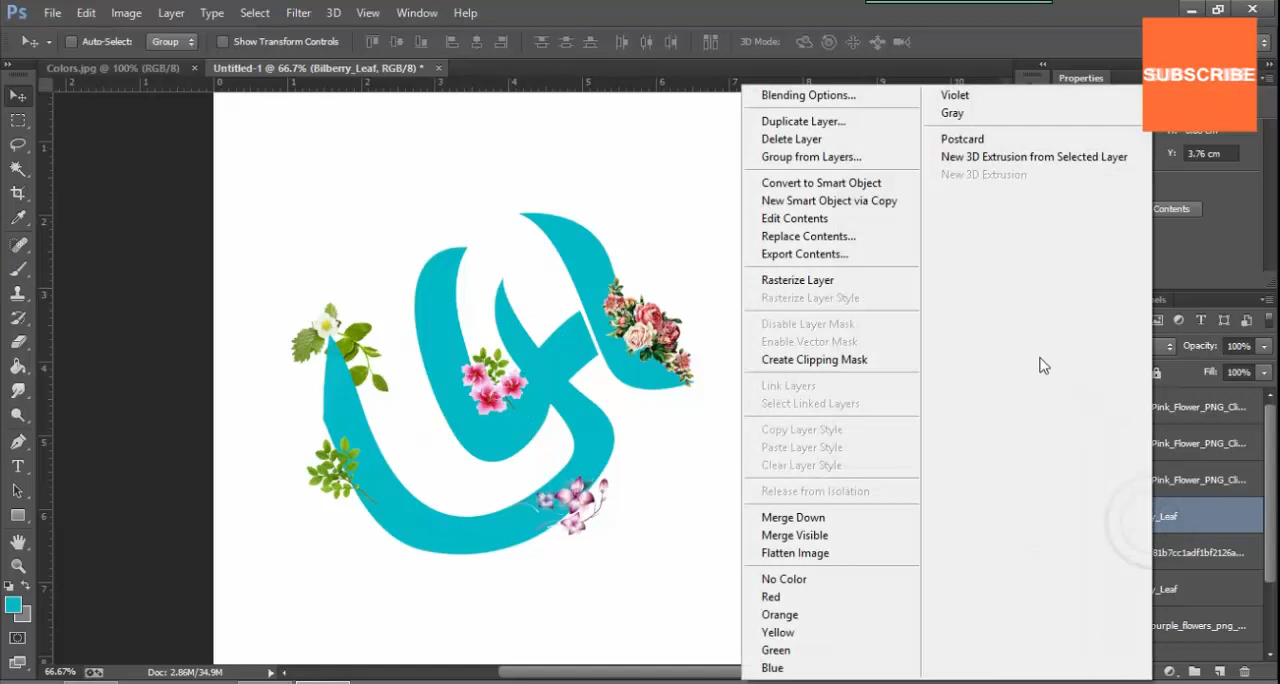 Ps File Edit Image Layer Type Select Filter 3D View Window Help
Auto-Select: Group Show Transform Controls 3D Mode:
Colors.jpg @ 100% (RGB/8) × Untitled-1 @ 66.7% (Bilberry_Leaf, RGB/8) * ×
Properties
SUBSCRIBE
Y: 3.76 cm
Contents
Blending Options...
Duplicate Layer...
Delete Layer
Group from Layers...
Convert to Smart Object
New Smart Object via Copy
Edit Contents
Replace Contents...
Export Contents...
Rasterize Layer
Rasterize Layer Style
Disable Layer Mask
Enable Vector Mask
Create Clipping Mask
Link Layers
Select Linked Layers
Copy Layer Style
Paste Layer Style
Clear Layer Style
Release from Isolation
Merge Down
Merge Visible
Flatten Image
No Color
Red
Orange
Yellow
Green
Blue
Violet
Gray
Postcard
New 3D Extrusion from Selected Layer
New 3D Extrusion
Opacity: 100%
Fill: 100%
Pink_Flower_PNG_Cli...
Pink_Flower_PNG_Cli...
Pink_Flower_PNG_Cli...
y_Leaf
81b7cc1adf1bf2126a...
y_Leaf
purple_flowers_png_...
66.67% Doc: 2.86M/34.9M